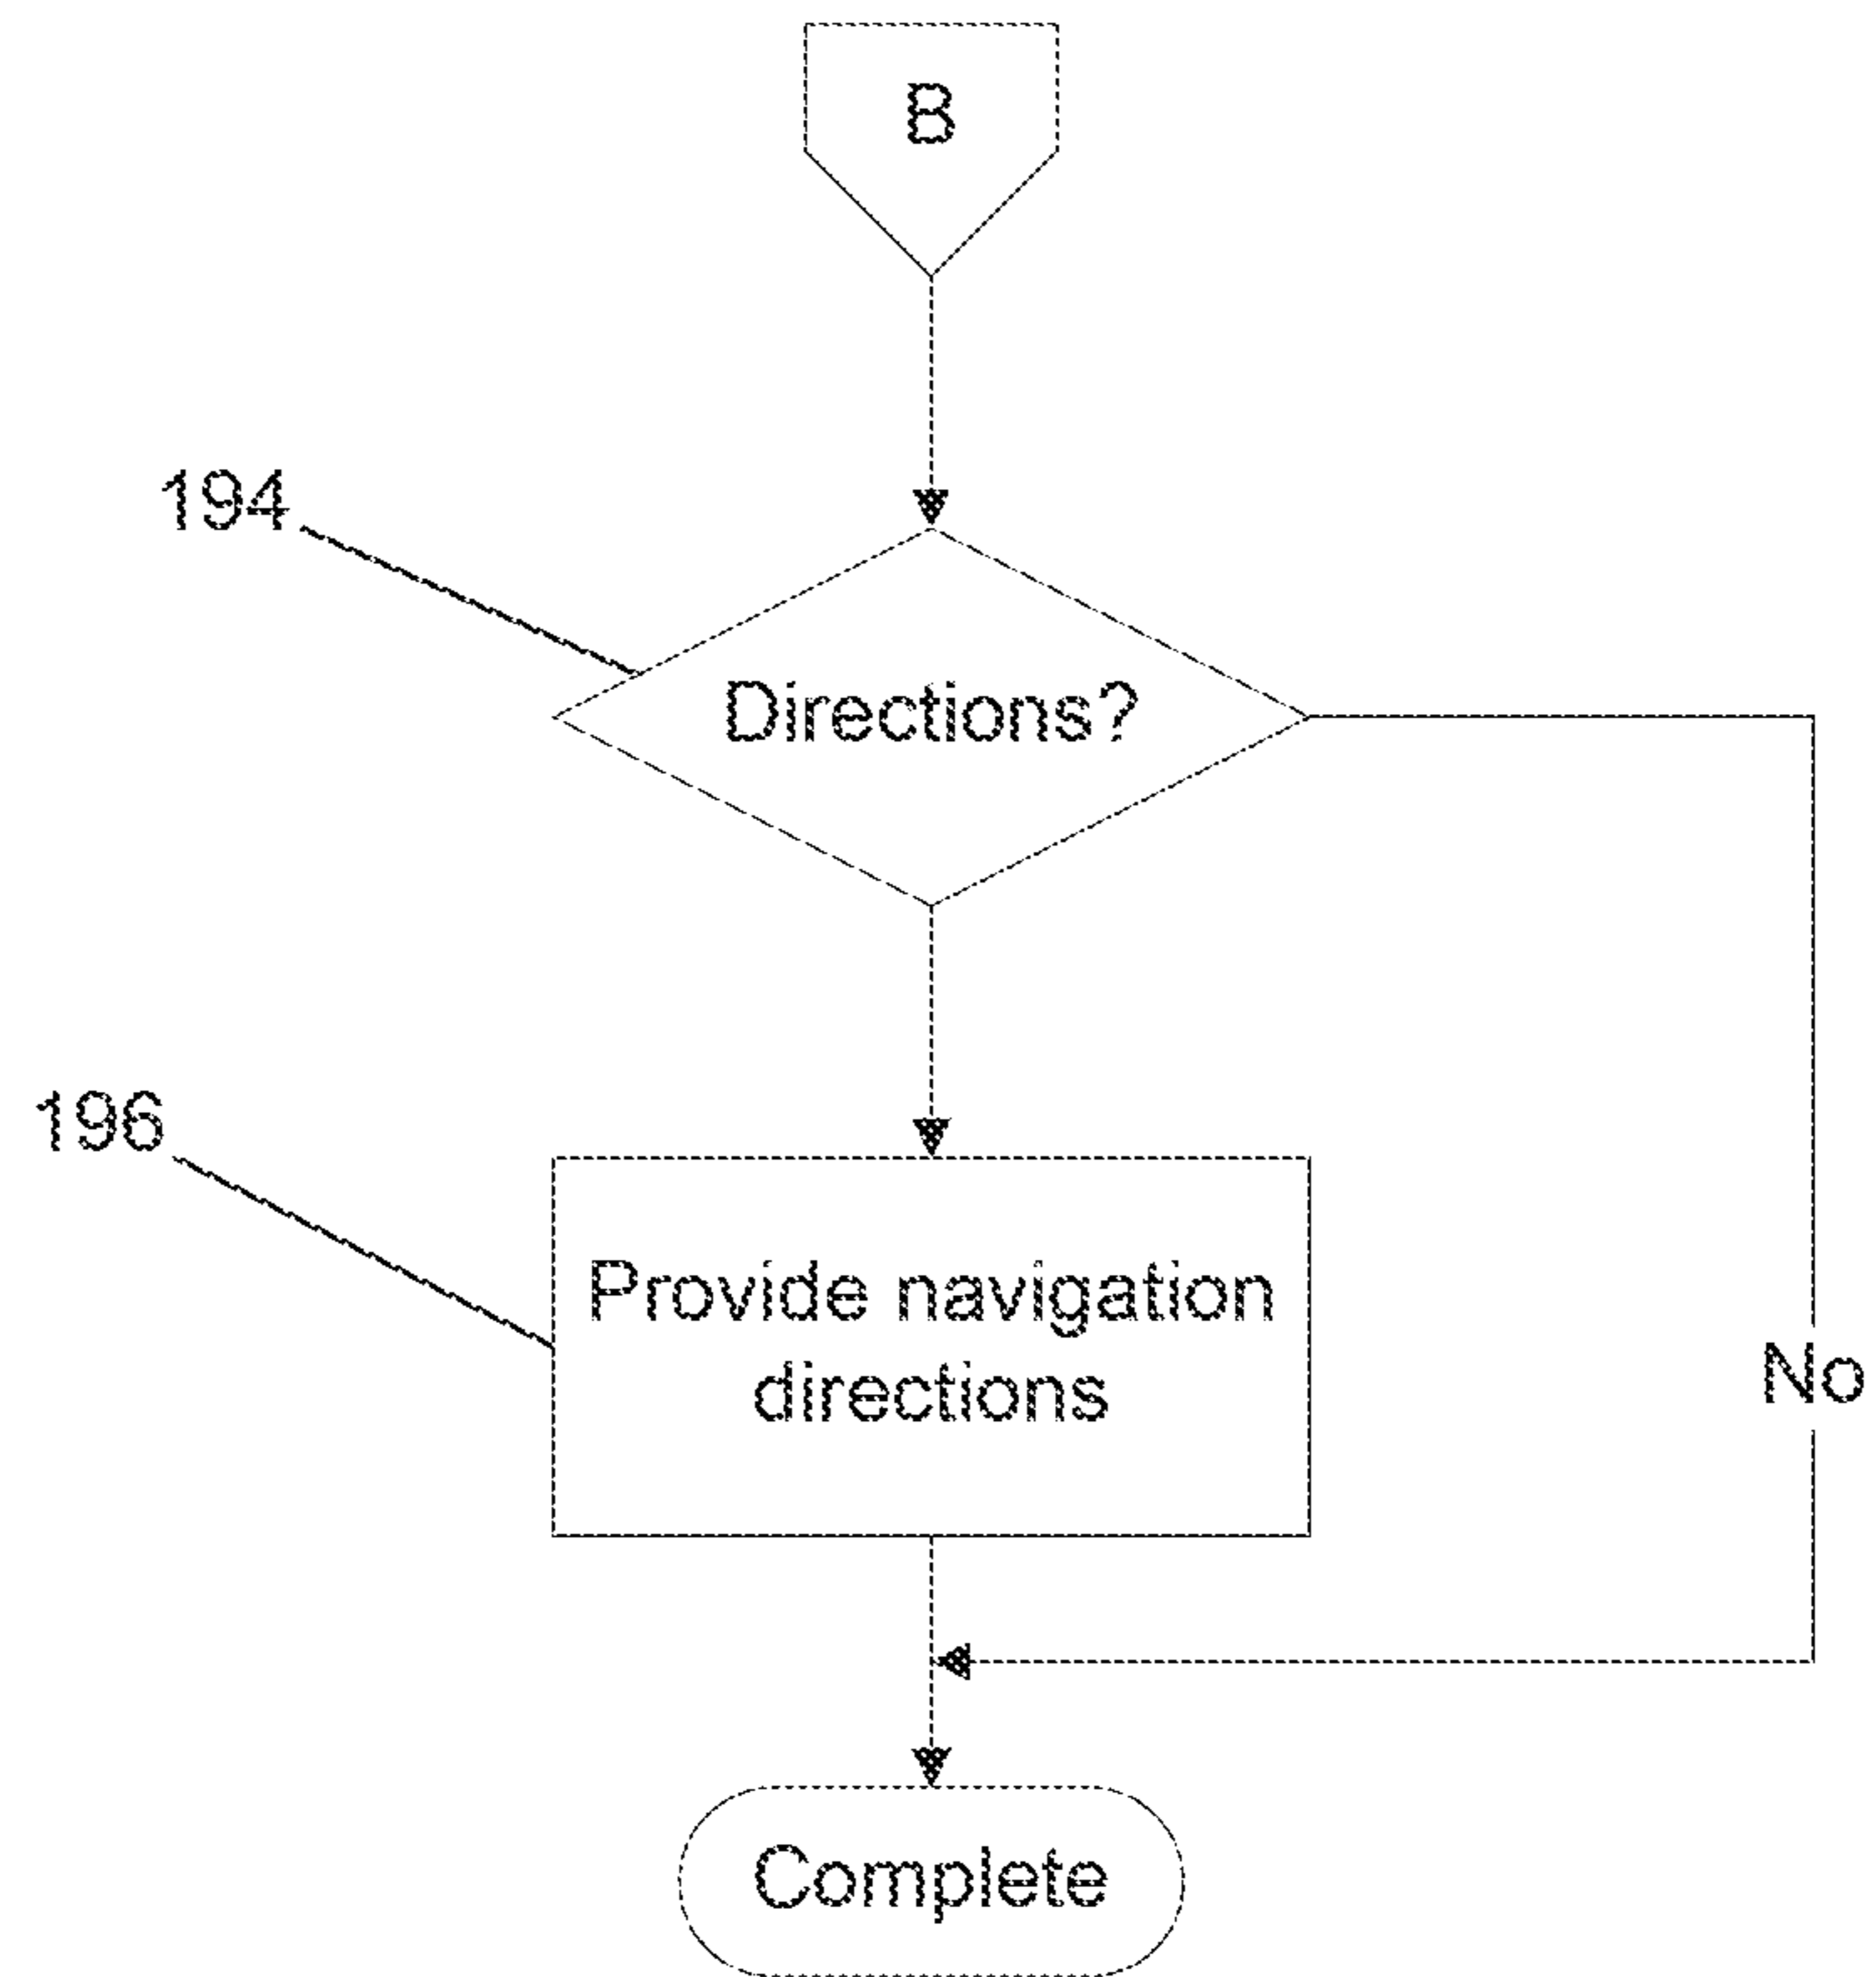 B
194
Directions?
196
Provide navigation
directions
No
Complete